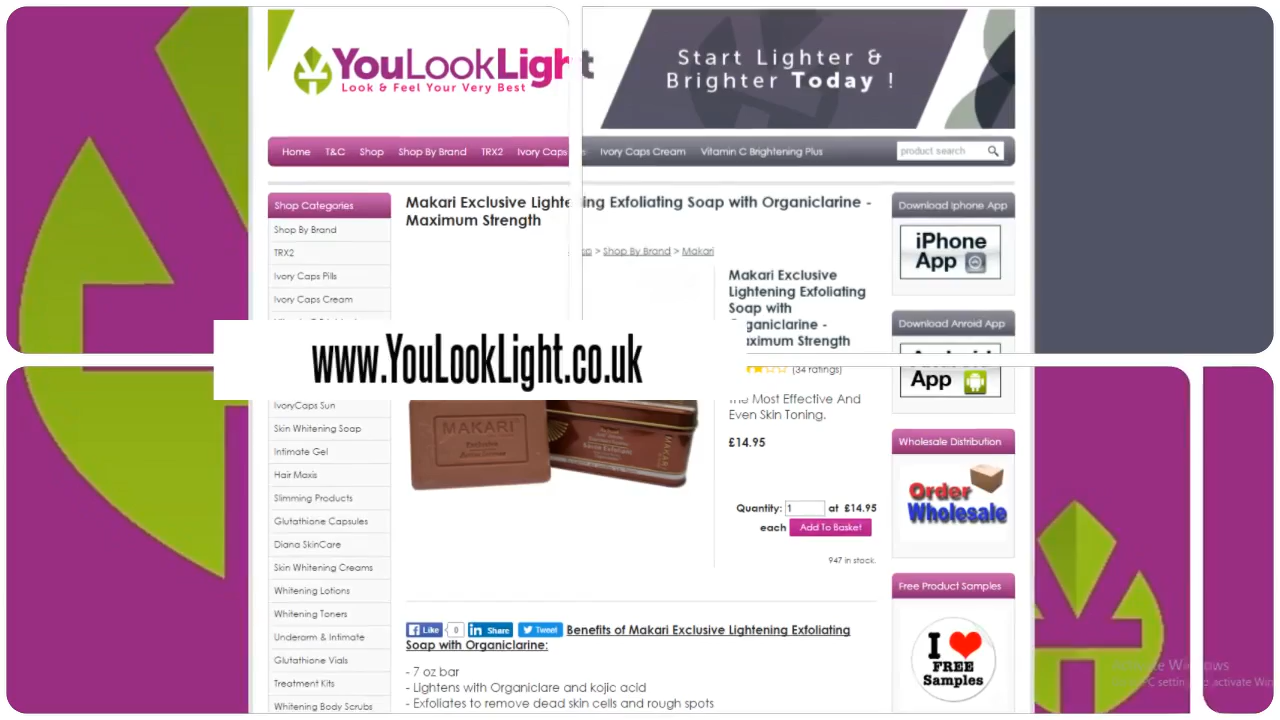 YouLookLight
Look & Feel Your Very Best
Start Lighter &
Brighter Today !
Home T&C Shop Shop By Brand TRX2 Ivory Caps Ivory Caps Cream Vitamin C Brightening Plus
product search
Shop Categories
Shop By Brand
TRX2
Ivory Caps Pills
Ivory Caps Cream
IvoryCaps Sun
Skin Whitening Soap
Intimate Gel
Hair Maxis
Slimming Products
Glutathione Capsules
Diana SkinCare
Skin Whitening Creams
Whitening Lotions
Whitening Toners
Underarm & Intimate
Glutathione Vials
Treatment Kits
Whitening Body Scrubs
Makari Exclusive Lightening Exfoliating Soap with Organiclarine -
Maximum Strength
> Shop By Brand > Makari
Makari Exclusive
Lightening Exfoliating
Soap with
Organiclarine -
Maximum Strength
(34 ratings)
The Most Effective And
Even Skin Toning.
£14.95
Quantity: 1 at £14.95
each Add To Basket
947 in stock.
www.YouLookLight.co.uk
MAKARI
Exclusive
MAKARI
Like 0 Share Tweet Benefits of Makari Exclusive Lightening Exfoliating
Soap with Organiclarine:
- 7 oz bar
- Lightens with Organiclare and kojic acid
- Exfoliates to remove dead skin cells and rough spots
Download Iphone App
iPhone
App
Download Anroid App
Android
App
Wholesale Distribution
Order
Wholesale
Free Product Samples
I
FREE
Samples